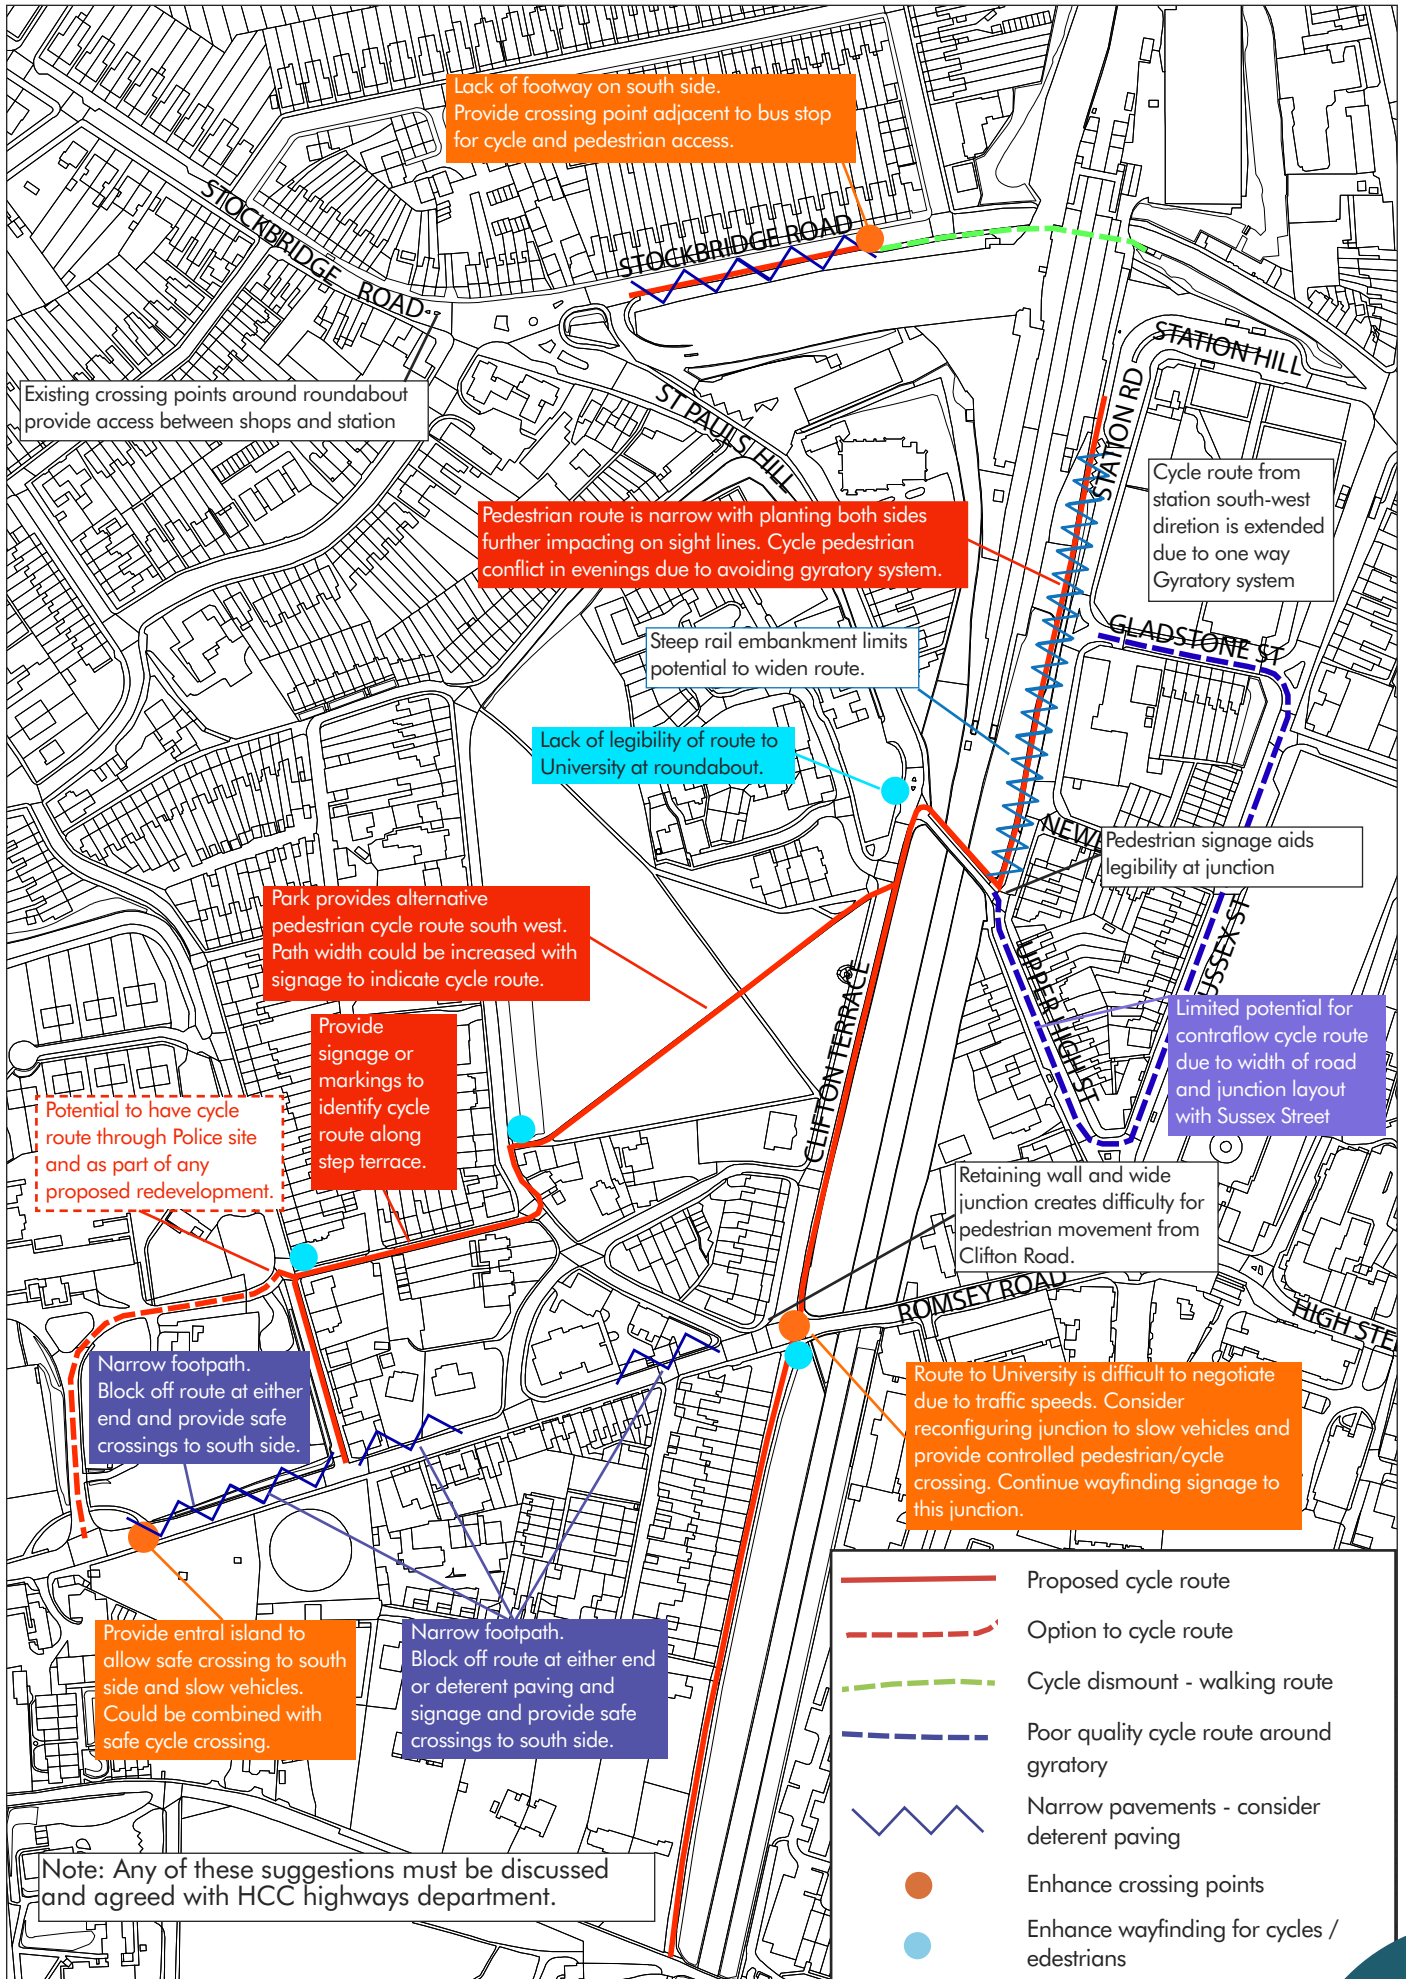 Lack of footway on south side.
Provide crossing point adjacent to bus stop
for cycle and pedestrian access.
STOCKBRIDGE ROAD
STOCKBRIDGE ROAD
STATION HILL
Existing crossing points around roundabout
provide access between shops and station
ST PAULS HILL
STATION RD
Cycle route from
station south-west
diretion is extended
due to one way
Gyratory system
Pedestrian route is narrow with planting both sides
further impacting on sight lines. Cycle pedestrian
conflict in evenings due to avoiding gyratory system.
GLADSTONE ST
Steep rail embankment limits
potential to widen route.
Lack of legibility of route to
University at roundabout.
NEW
Pedestrian signage aids
legibility at junction
Park provides alternative
pedestrian cycle route south west.
Path width could be increased with
signage to indicate cycle route.
SUSSEX ST
UPPER HIGH ST
CLIFTON TERRACE
Limited potential for
contraflow cycle route
due to width of road
and junction layout
with Sussex Street
Provide
signage or
markings to
identify cycle
route along
step terrace.
Potential to have cycle
route through Police site
and as part of any
proposed redevelopment.
Retaining wall and wide
junction creates difficulty for
pedestrian movement from
Clifton Road.
ROMSEY ROAD
HIGH STE
Narrow footpath.
Block off route at either
end and provide safe
crossings to south side.
Route to University is difficult to negotiate
due to traffic speeds. Consider
reconfiguring junction to slow vehicles and
provide controlled pedestrian/cycle
crossing. Continue wayfinding signage to
this junction.
Provide entral island to
allow safe crossing to south
side and slow vehicles.
Could be combined with
safe cycle crossing.
Narrow footpath.
Block off route at either end
or deterent paving and
signage and provide safe
crossings to south side.
Proposed cycle route
Option to cycle route
Cycle dismount - walking route
Poor quality cycle route around
gyratory
Narrow pavements - consider
deterent paving
Enhance crossing points
Enhance wayfinding for cycles /
edestrians
Note: Any of these suggestions must be discussed
and agreed with HCC highways department.